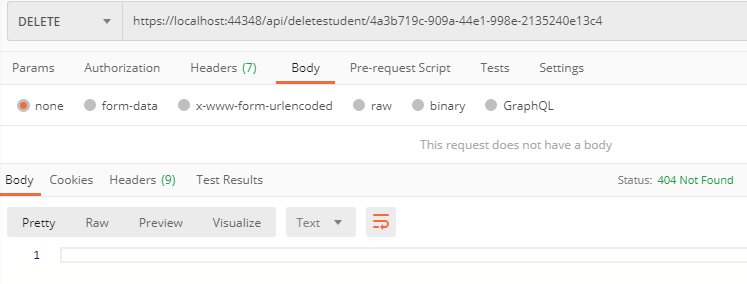 DELETE https://localhost:44348/api/deletestudent/4a3b719c-909a-44e1-998e-2135240e13c4
Params Authorization Headers (7) Body Pre-request Script Tests Settings
none form-data x-www-form-urlencoded raw binary GraphQL
This request does not have a body
Body Cookies Headers (9) Test Results Status: 404 Not Found
Pretty Raw Preview Visualize Text
1